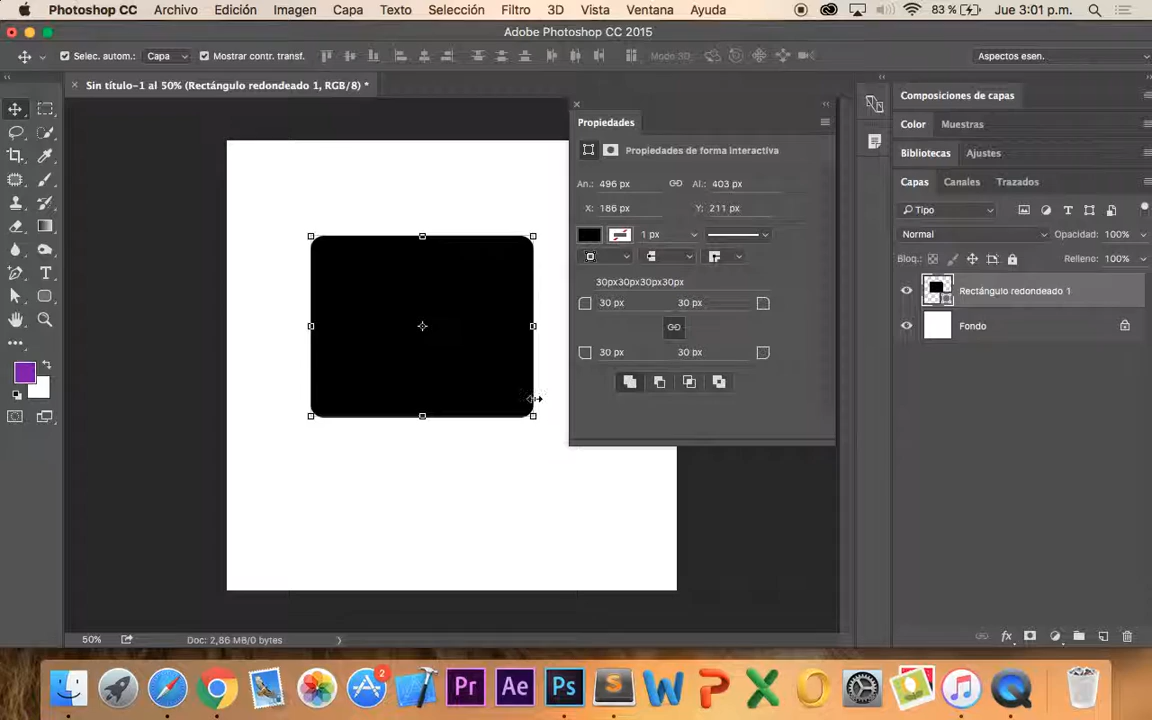 Photoshop CC Archivo Edición Imagen Capa Texto Selección Filtro 3D Vista Ventana Ayuda 83 % Jue 3:01 p.m.
Adobe Photoshop CC 2015
Selec. autom.: Capa Mostrar contr. transf. Modo 3D: Aspectos esen.
Sin título-1 al 50% (Rectángulo redondeado 1, RGB/8) *
Composiciones de capas
Propiedades
Color Muestras
Propiedades de forma interactiva
Bibliotecas Ajustes
An.: 496 px Al.: 403 px
Capas Canales Trazados
X: 186 px Y: 211 px
Tipo
1 px
Normal Opacidad: 100%
Bloq.: Relleno: 100%
30px30px30px30px
Rectángulo redondeado 1
30 px 30 px
Fondo
30 px 30 px
50% Doc: 2,86 MB/0 bytes
fx
2
Pr Ae Ps S W P X O